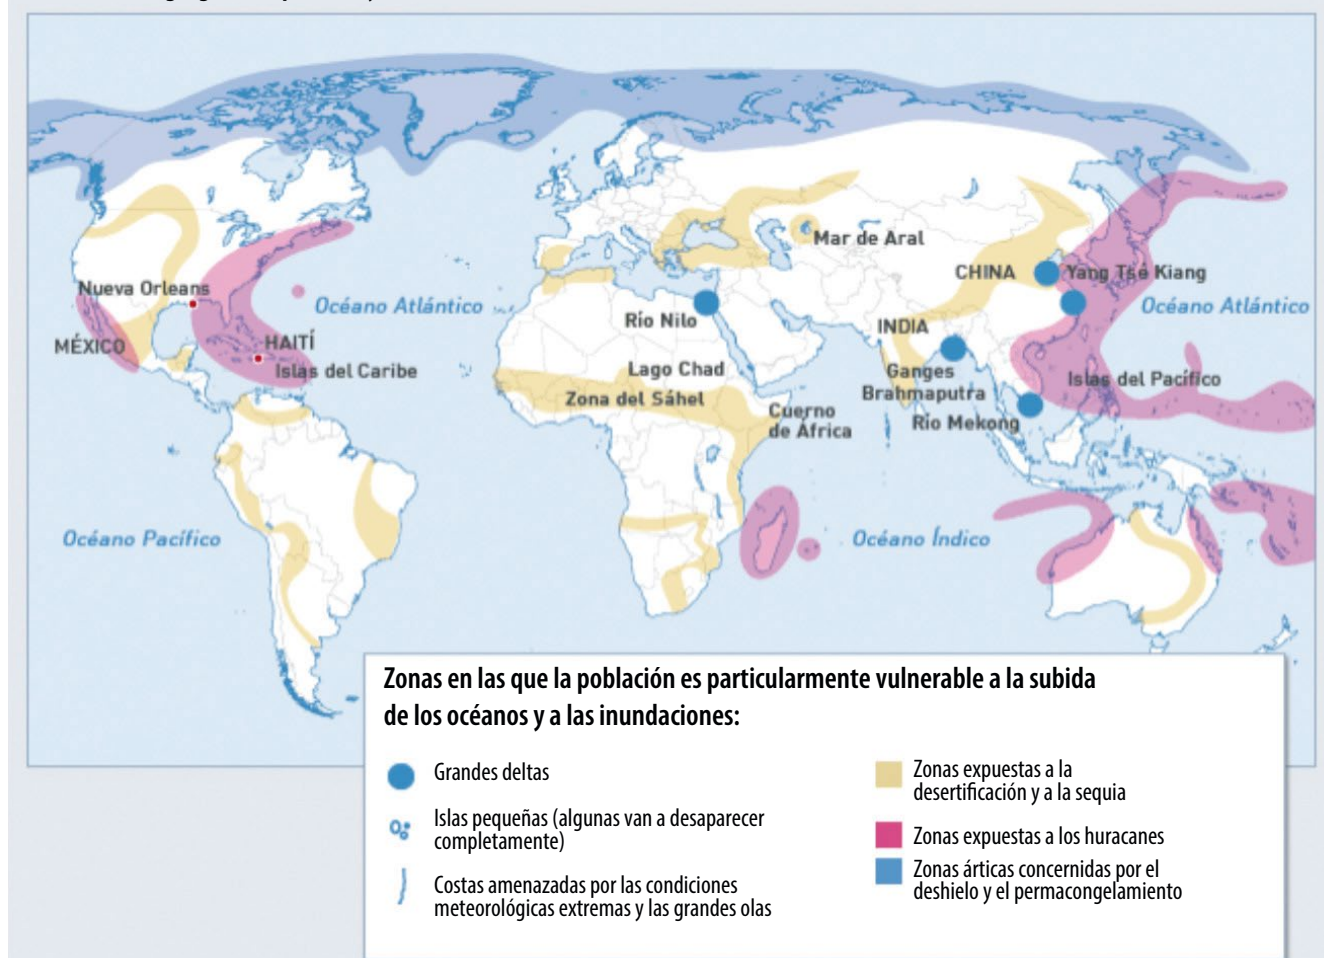 Mar de Aral
CHINA
Yang Tsé Kiang
Nueva Orleans
Océano Atlántico
Océano Atlántico
Río Nilo
INDIA
MÉXICO
HAITÍ
Islas del Caribe
Lago Chad
Ganges
Brahmaputra
Islas del Pacífico
Zona del Sáhel
Cuerno
de África
Río Mekong
Océano Pacífico
Océano Índico
Zonas en las que la población es particularmente vulnerable a la subida
de los océanos y a las inundaciones:
Grandes deltas
Islas pequeñas (algunas van a desaparecer
completamente)
Costas amenazadas por las condiciones
meteorológicas extremas y las grandes olas
Zonas expuestas a la
desertificación y a la sequia
Zonas expuestas a los huracanes
Zonas árticas concernidas por el
deshielo y el permacongelamiento